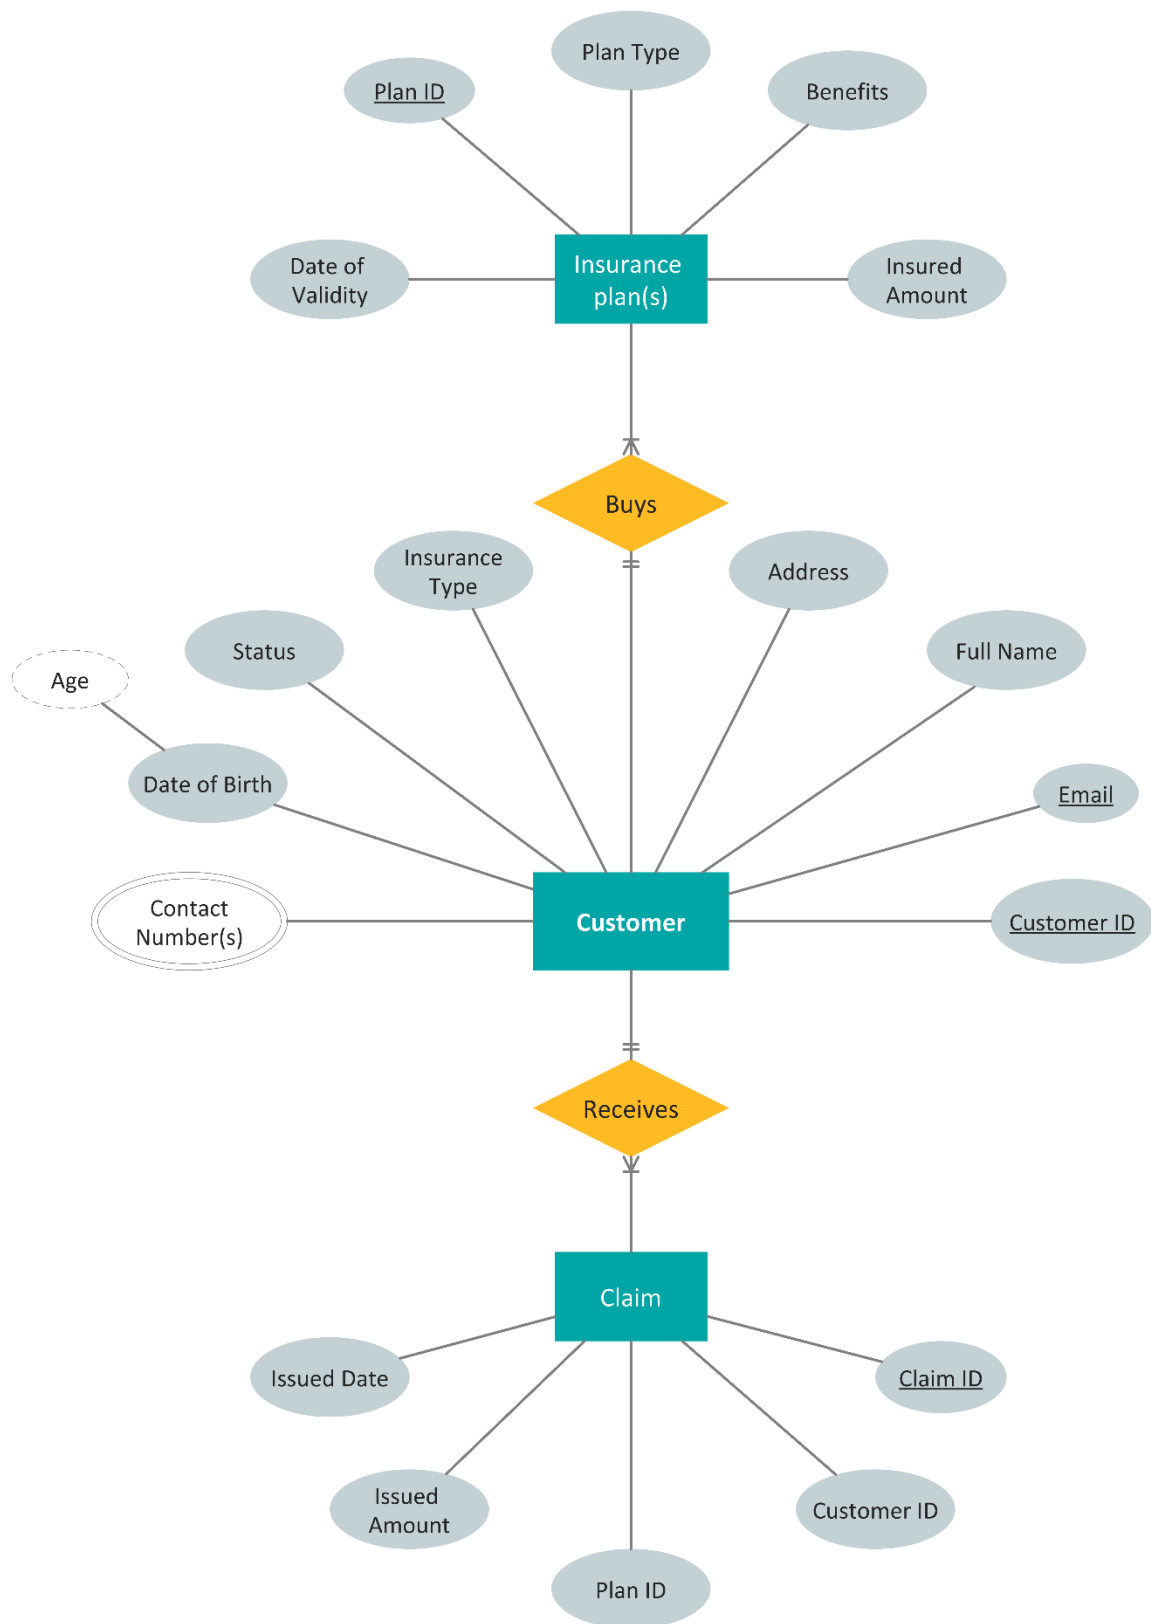 Plan Type
Plan ID
Benefits
Date of
Validity
Insurance
plan(s)
Insured
Amount
Buys
Insurance
Type
Address
Status
Full Name
Age
Date of Birth
Email
Contact
Number(s)
Customer
Customer ID
Receives
Claim
Issued Date
Claim ID
Issued
Amount
Customer ID
Plan ID